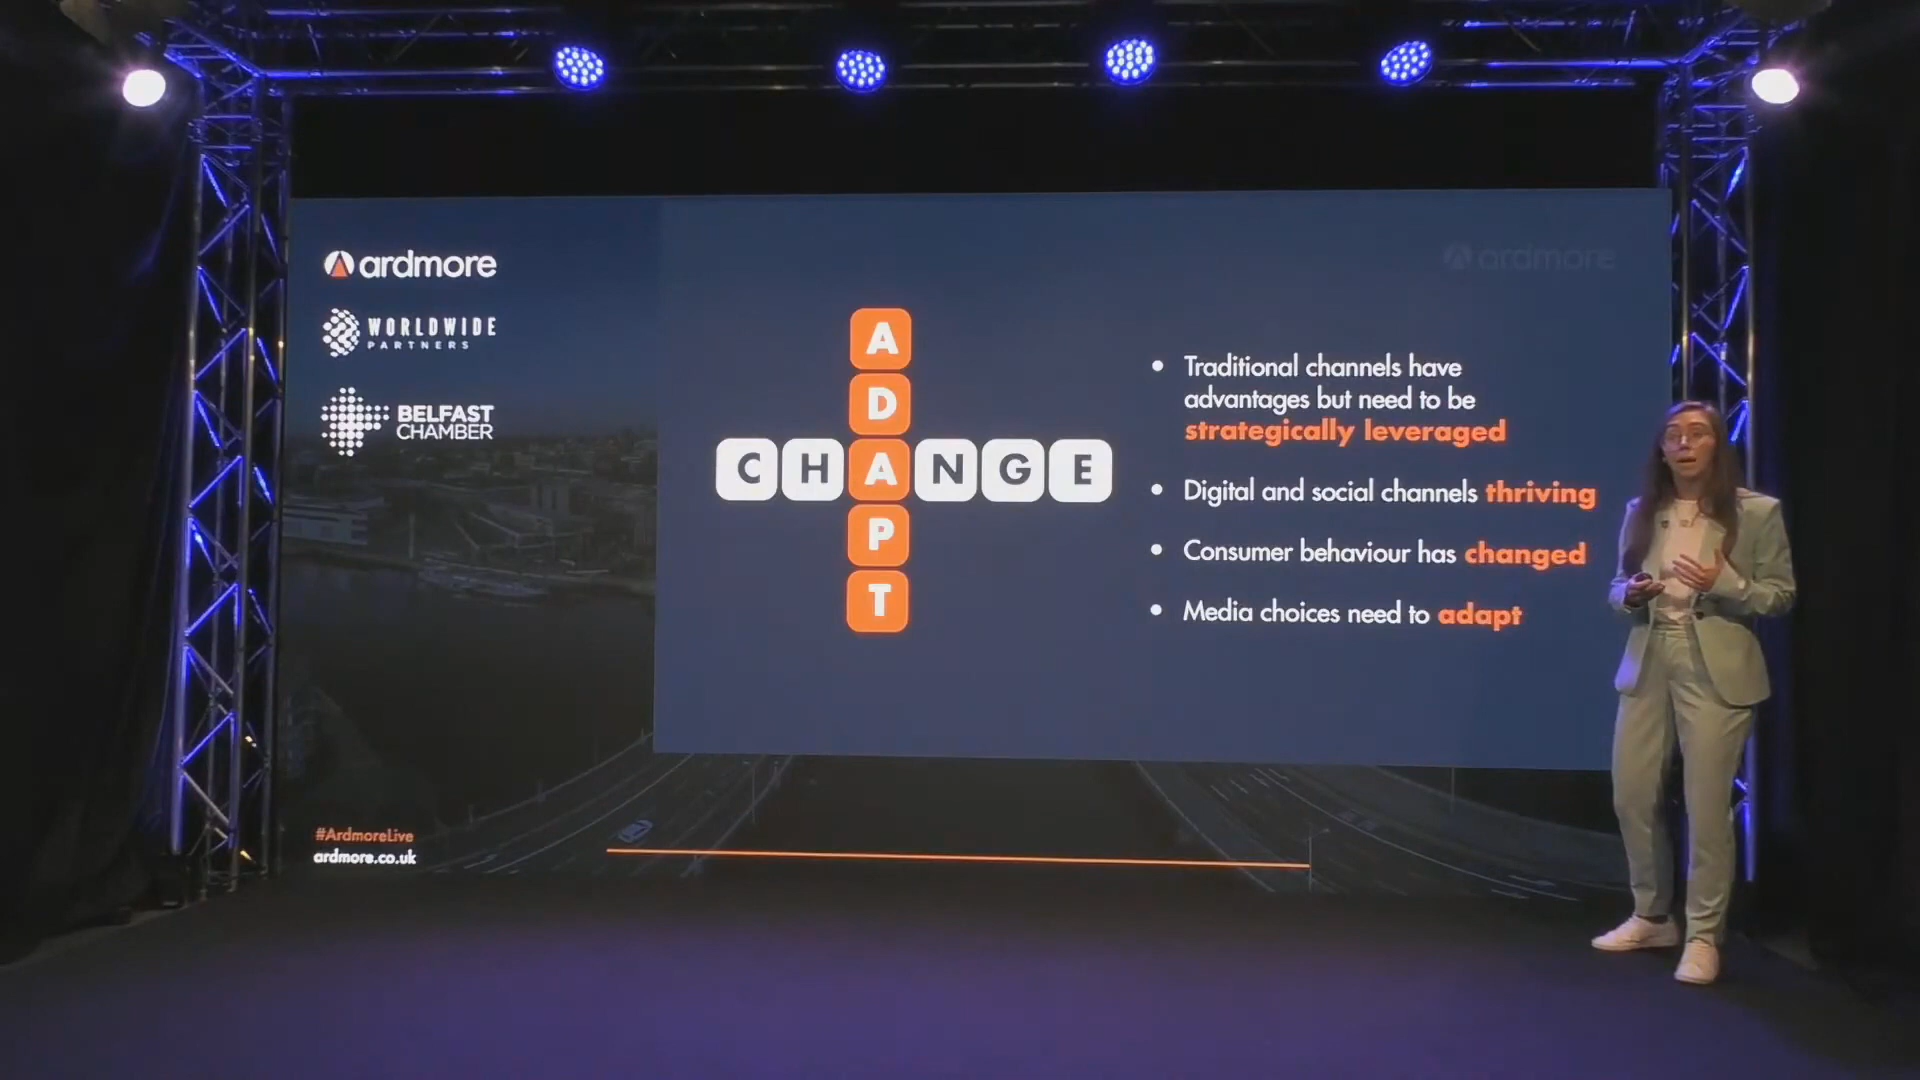 ardmore
WORLDWIDE
PARTNERS
BELFAST
CHAMBER
#ArdmoreLive
ardmore.co.uk
ardmore
A
D
CHANGE
P
T
• Traditional channels have
advantages but need to be
strategically leveraged
• Digital and social channels thriving
• Consumer behaviour has changed
• Media choices need to adapt